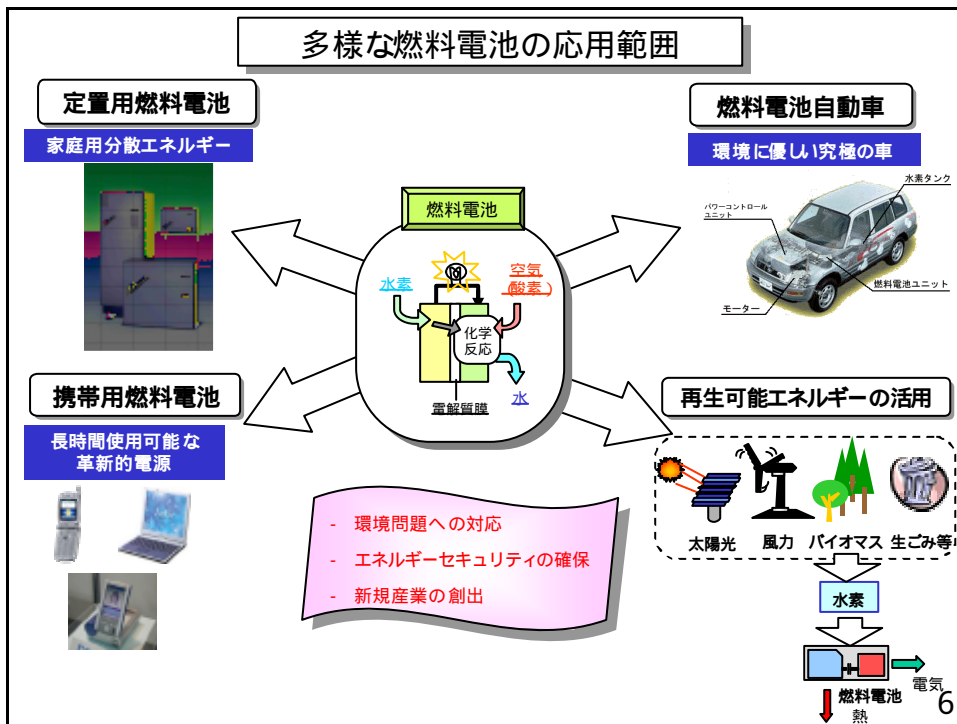 多様な燃料電池の応用範囲
定置用燃料電池
家庭用分散エネルギー
燃料電池自動車
環境に優しい究極の車
水素タンク
パワーコントロール
ユニット
燃料電池ユニット
モーター
燃料電池
水素
空気
(酸素)
化学
反応
水
電解質膜
携帯用燃料電池
長時間使用可能な
革新的電源
再生可能エネルギーの活用
太陽光
風力
バイオマス
生ごみ等
水素
電気
燃料電池
熱
- 環境問題への対応
- エネルギーセキュリティの確保
- 新規産業の創出
6